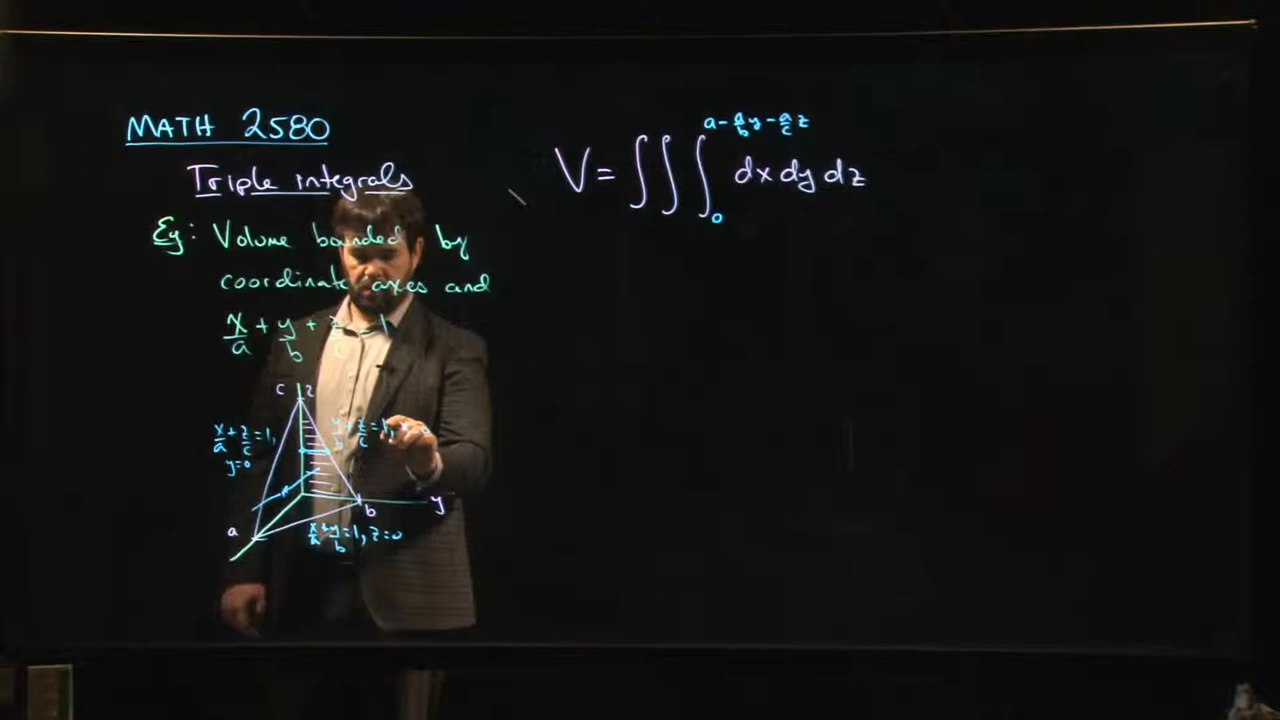 MATH 2580
Triple integrals
Eg: Volume bounded by
coordinate axes and
x/a + y/b + z/c = 1
c z
x/a + z/c = 1,
y=0
y/b + z/c = 1,
a
b
y
x/a + y/b = 1, z=0
V = ∫∫∫₀^(a - a/b y - a/c z) dx dy dz